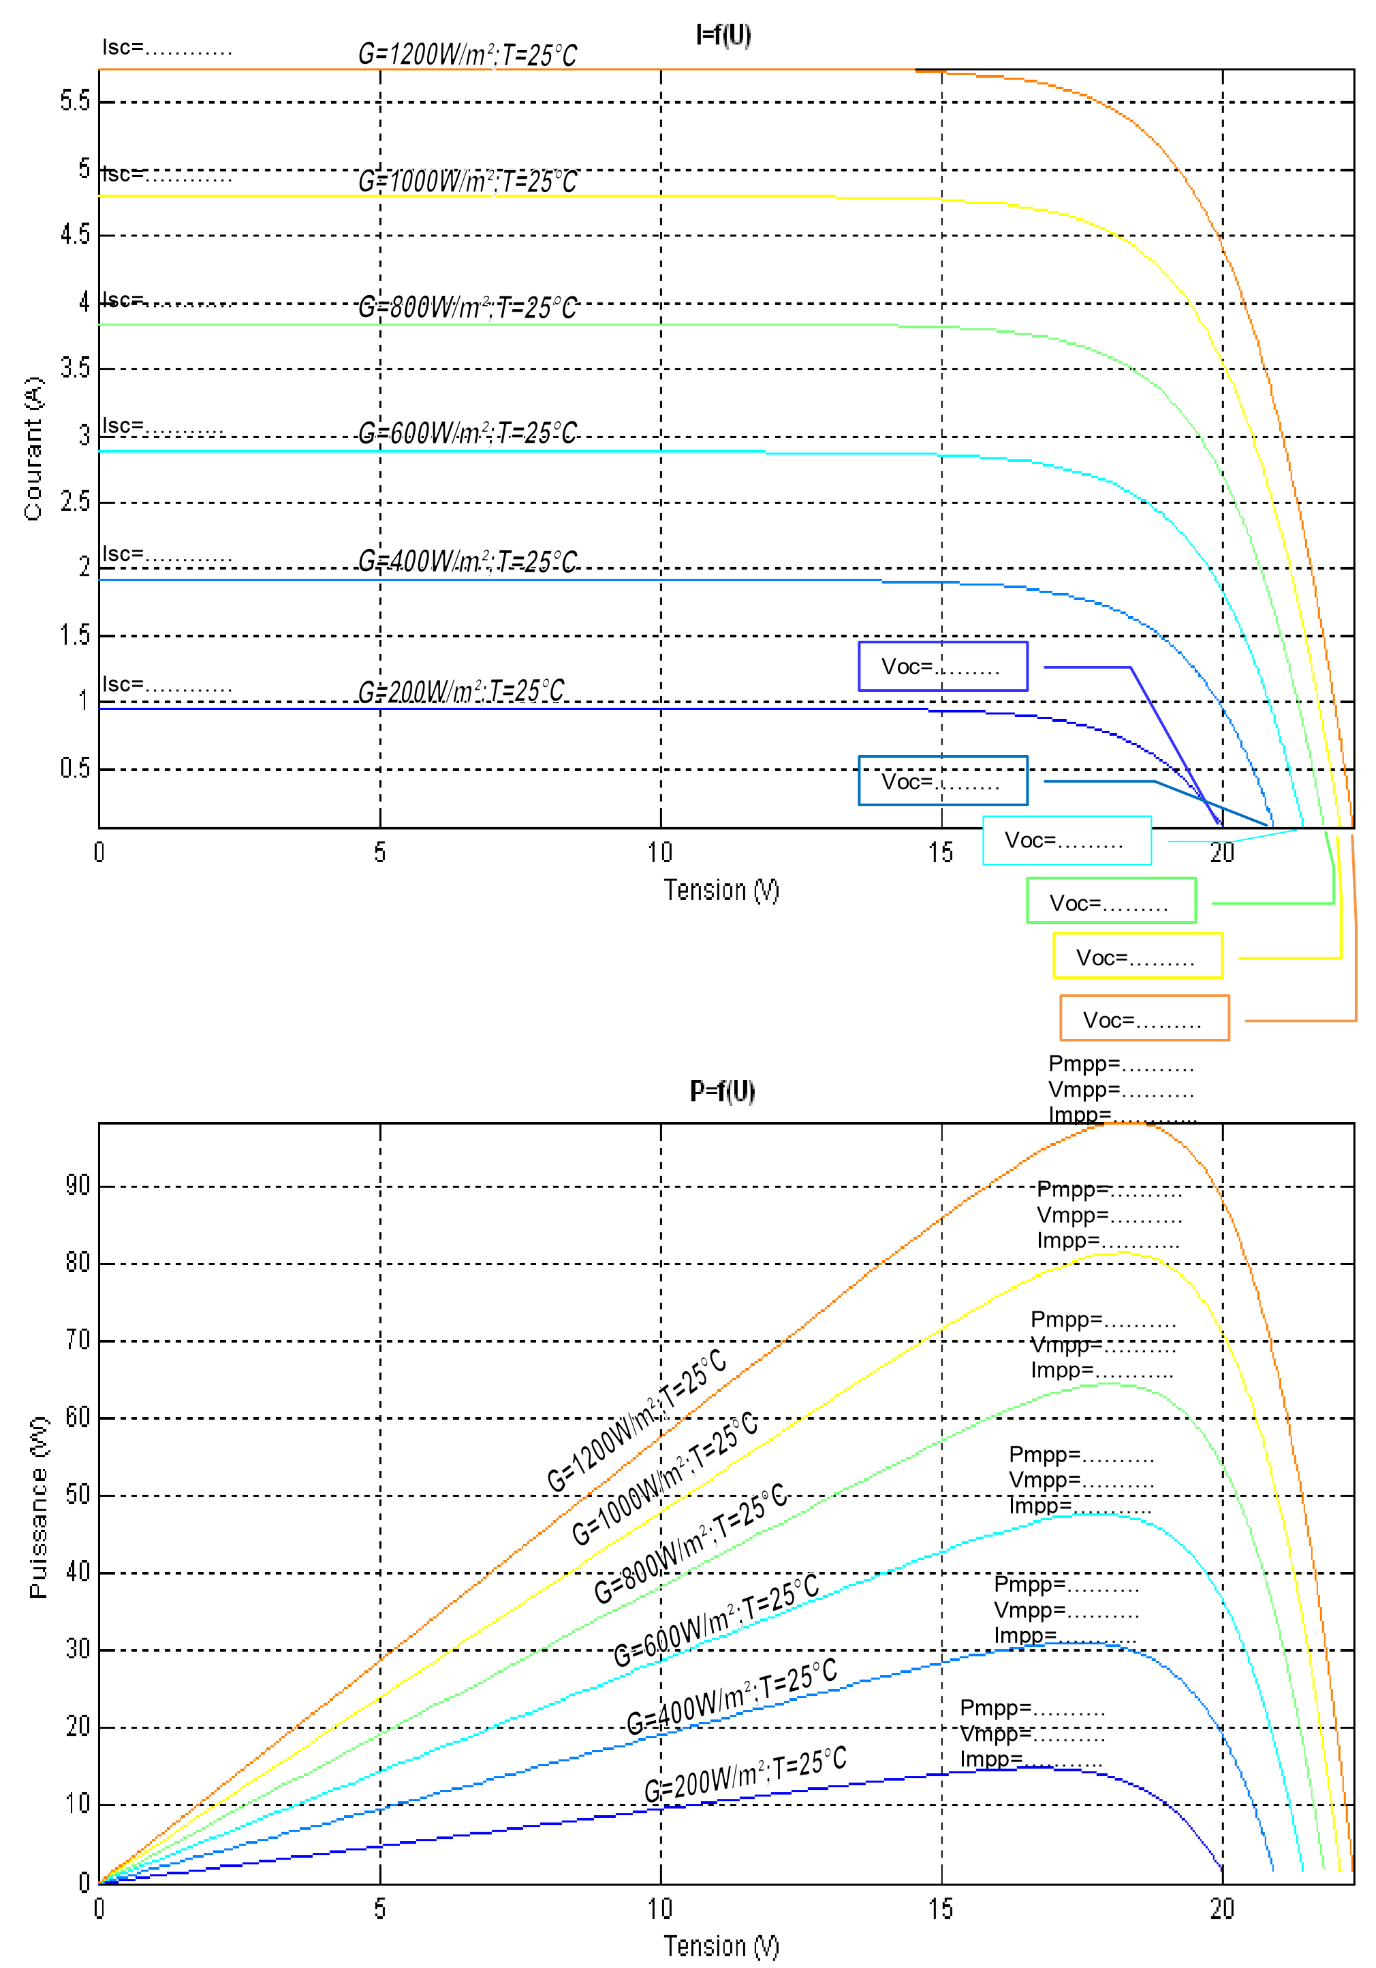 I=f(U)
Isc=…………
G=1200W/m²;T=25°C
5.5
5
Isc=…………
G=1000W/m²;T=25°C
4.5
4
Isc=…………
G=800W/m²;T=25°C
3.5
3
Isc=………..
G=600W/m²;T=25°C
2.5
2
Isc=…………
G=400W/m²;T=25°C
1.5
1
Isc=…………
G=200W/m²;T=25°C
0.5
Courant (A)
Voc=………
Voc=………
Voc=………
0
5
10
15
20
Tension (V)
Voc=………
Voc=………
Voc=………
P=f(U)
Pmpp=……….
Vmpp=……….
Impp=………..
90
Pmpp=……….
Vmpp=……….
Impp=………..
80
70
Pmpp=……….
Vmpp=……….
Impp=………..
60
50
Pmpp=……….
Vmpp=……….
Impp=………..
40
30
Pmpp=……….
Vmpp=……….
Impp=………..
20
10
Pmpp=……….
Vmpp=……….
Impp=………..
0
G=1200W/m²;T=25°C
G=1000W/m²;T=25°C
G=800W/m²;T=25°C
G=600W/m²;T=25°C
G=400W/m²;T=25°C
G=200W/m²;T=25°C
Puissance (W)
0
5
10
15
20
Tension (V)